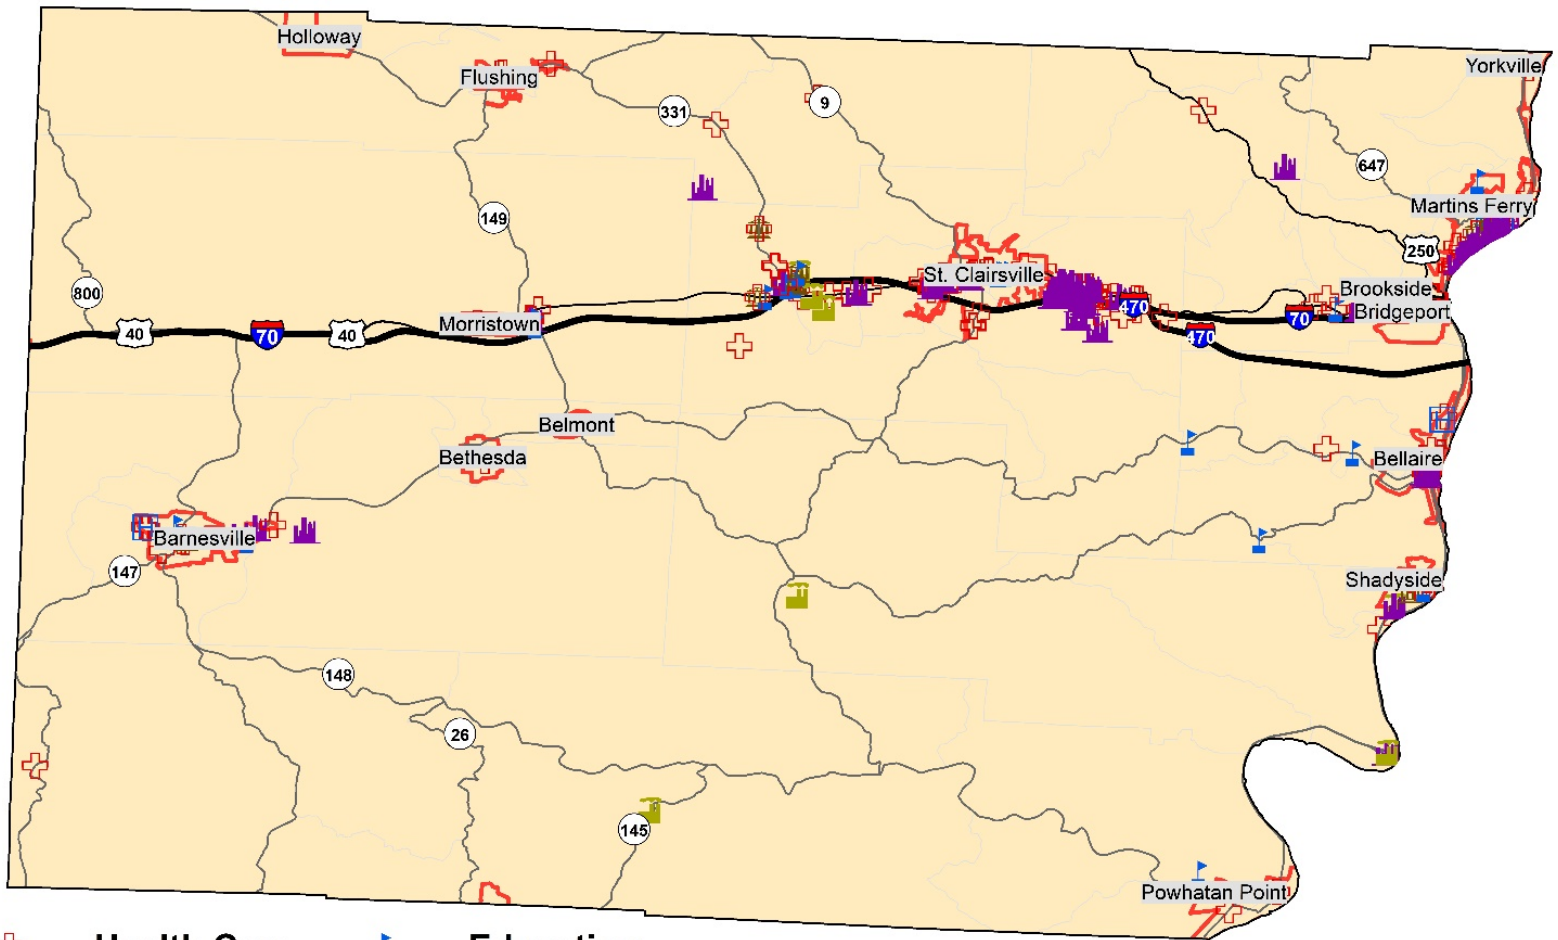 Holloway
Yorkville
Flushing
9
331
647
Martins Ferry
149
250
St. Clairsville
800
Brookside
470
Bridgeport
70
Morristown
40
70
40
470
Belmont
Bethesda
Bellaire
Barnesville
147
Shadyside
148
26
145
Powhatan Point